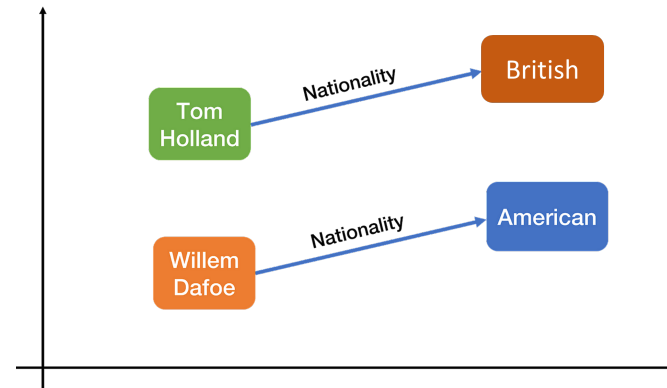 Nationality
British
Tom
Holland
Nationality
American
Willem
Dafoe